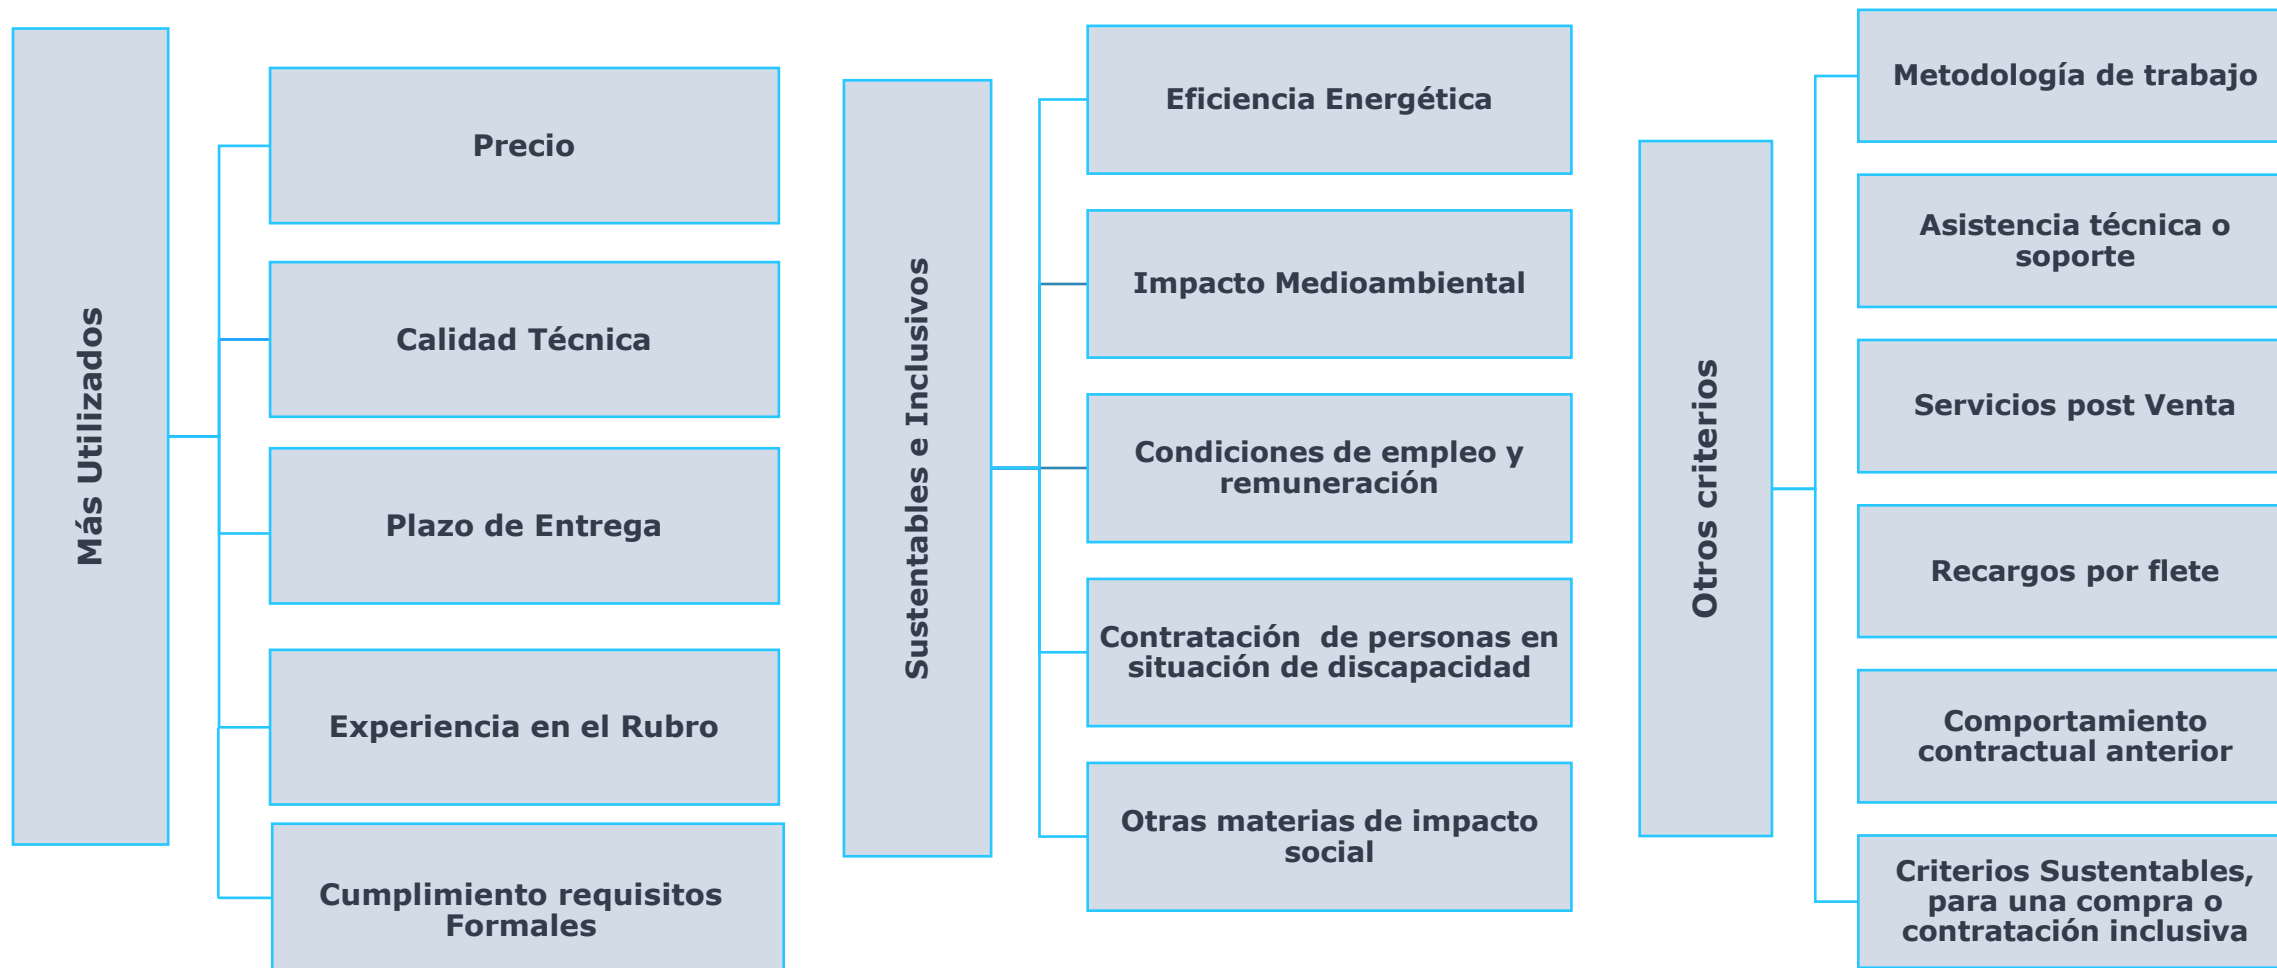 Más Utilizados
Precio
Calidad Técnica
Plazo de Entrega
Experiencia en el Rubro
Cumplimiento requisitos
Formales
Sustentables e Inclusivos
Eficiencia Energética
Impacto Medioambiental
Condiciones de empleo y
remuneración
Contratación  de personas en
situación de discapacidad
Otras materias de impacto
social
Otros criterios
Metodología de trabajo
Asistencia técnica o
soporte
Servicios post Venta
Recargos por flete
Comportamiento
contractual anterior
Criterios Sustentables,
para una compra o
contratación inclusiva